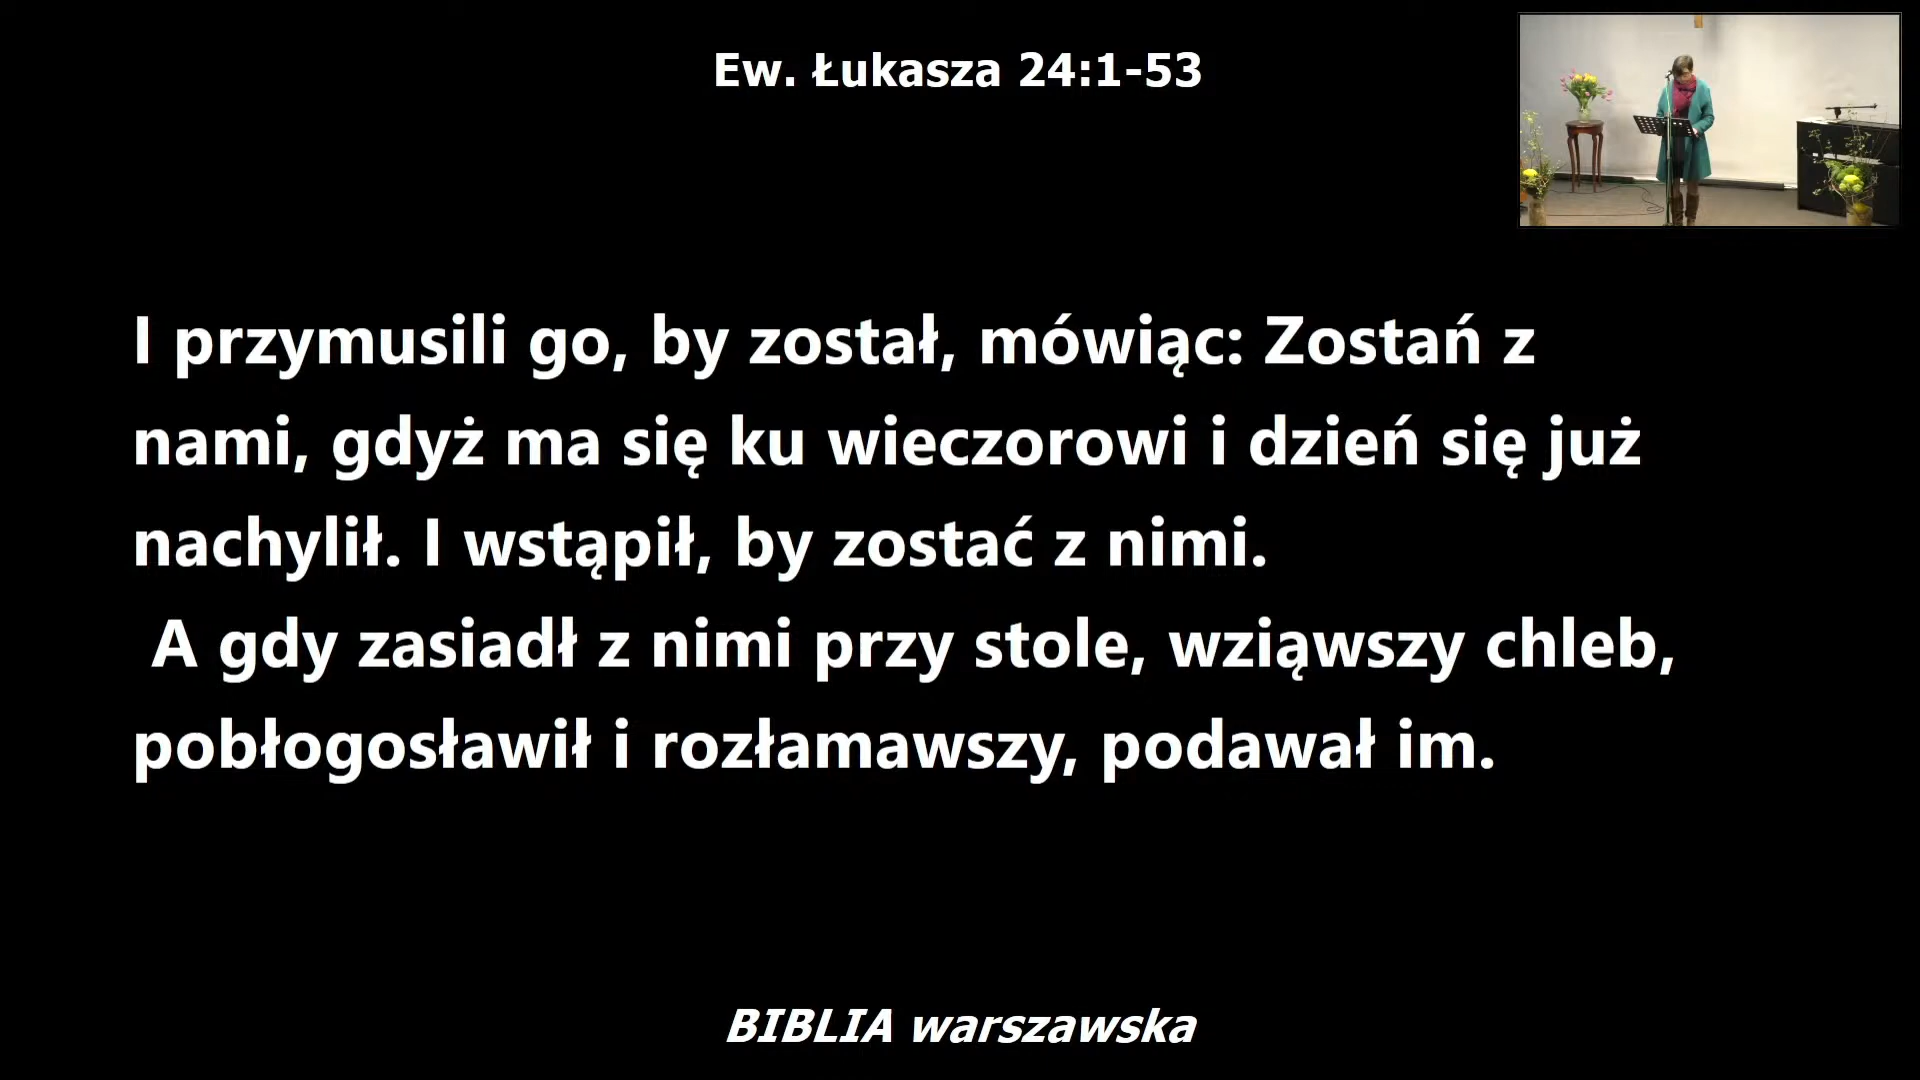 Ew. Łukasza 24:1-53
I przymusili go, by został, mówiąc: Zostań z
nami, gdyż ma się ku wieczorowi i dzień się już
nachylił. I wstąpił, by zostać z nimi.
A gdy zasiadł z nimi przy stole, wziąwszy chleb,
pobłogosławił i rozłamawszy, podawał im.
BIBLIA warszawska